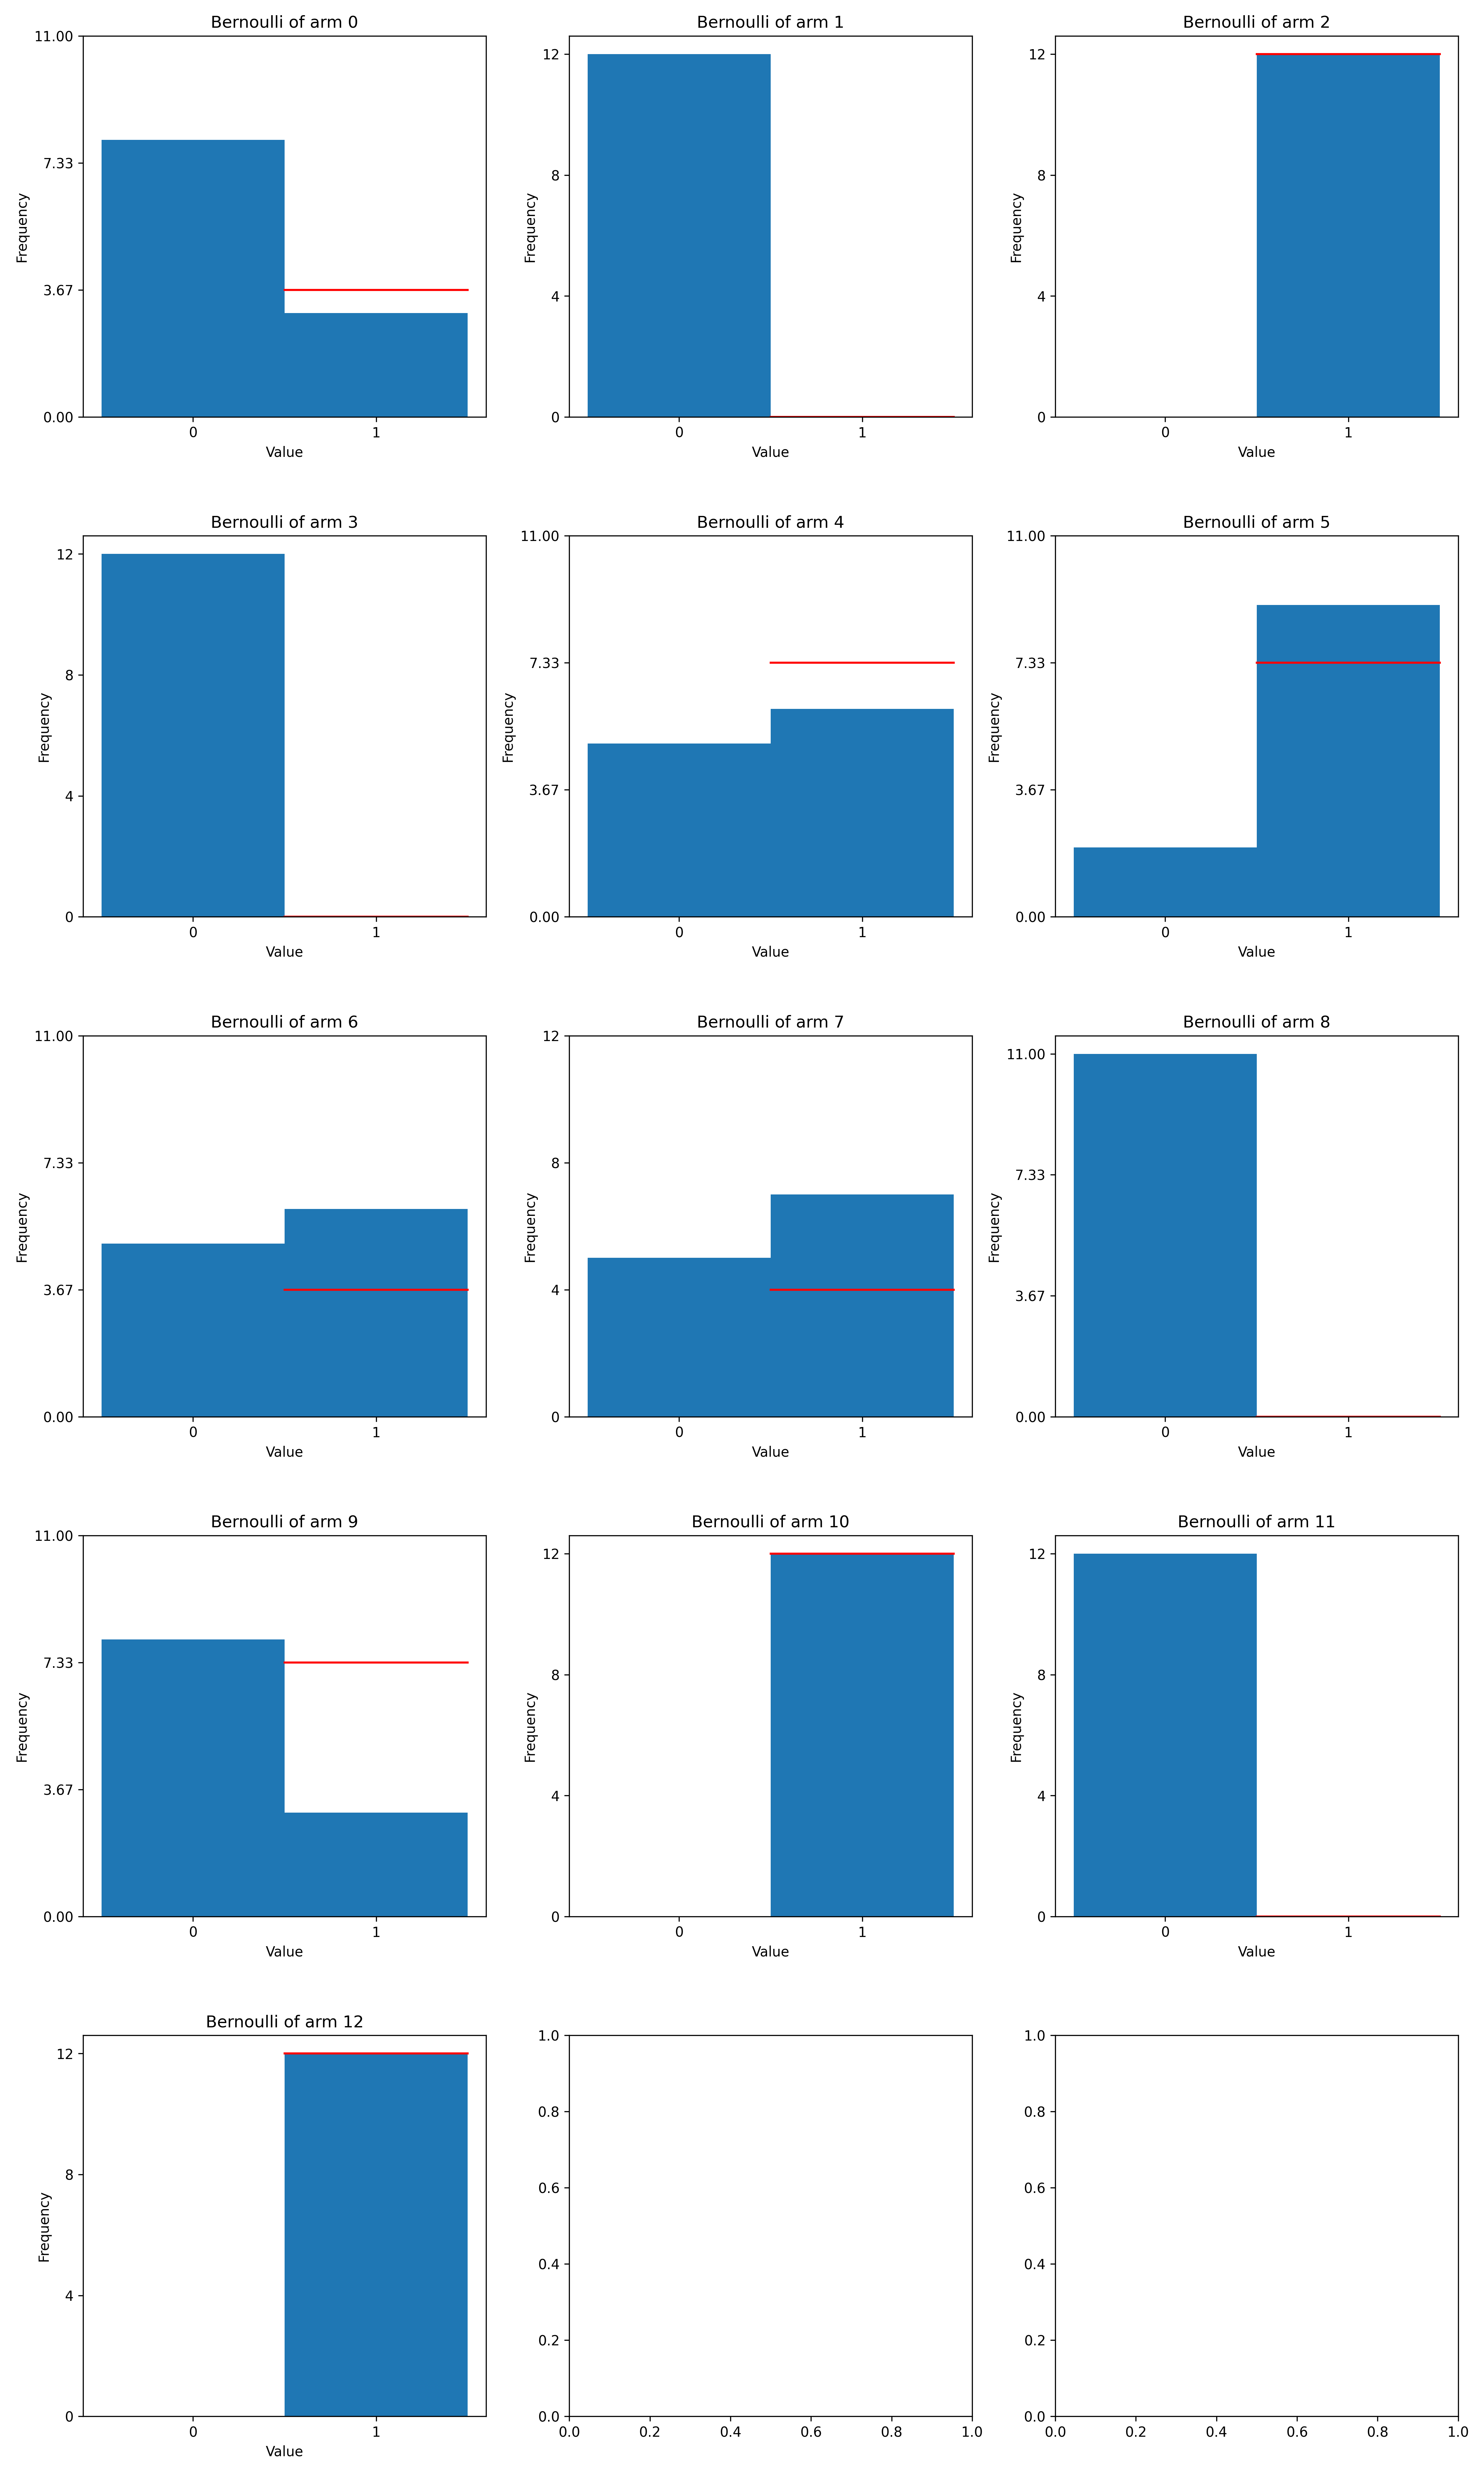 Bernoulli of arm 0
11.00
7.33
3.67
0.00
Frequency
0 1
Value
Bernoulli of arm 1
12
8
4
0
Frequency
0 1
Value
Bernoulli of arm 2
12
8
4
0
Frequency
0 1
Value
Bernoulli of arm 3
12
8
4
0
Frequency
0 1
Value
Bernoulli of arm 4
11.00
7.33
3.67
0.00
Frequency
0 1
Value
Bernoulli of arm 5
11.00
7.33
3.67
0.00
Frequency
0 1
Value
Bernoulli of arm 6
11.00
7.33
3.67
0.00
Frequency
0 1
Value
Bernoulli of arm 7
12
8
4
0
Frequency
0 1
Value
Bernoulli of arm 8
11.00
7.33
3.67
0.00
Frequency
0 1
Value
Bernoulli of arm 9
11.00
7.33
3.67
0.00
Frequency
0 1
Value
Bernoulli of arm 10
12
8
4
0
Frequency
0 1
Value
Bernoulli of arm 11
12
8
4
0
Frequency
0 1
Value
Bernoulli of arm 12
12
8
4
0
Frequency
0 1
Value
1.0
0.8
0.6
0.4
0.2
0.0
0.0 0.2 0.4 0.6 0.8 1.0
1.0
0.8
0.6
0.4
0.2
0.0
0.0 0.2 0.4 0.6 0.8 1.0